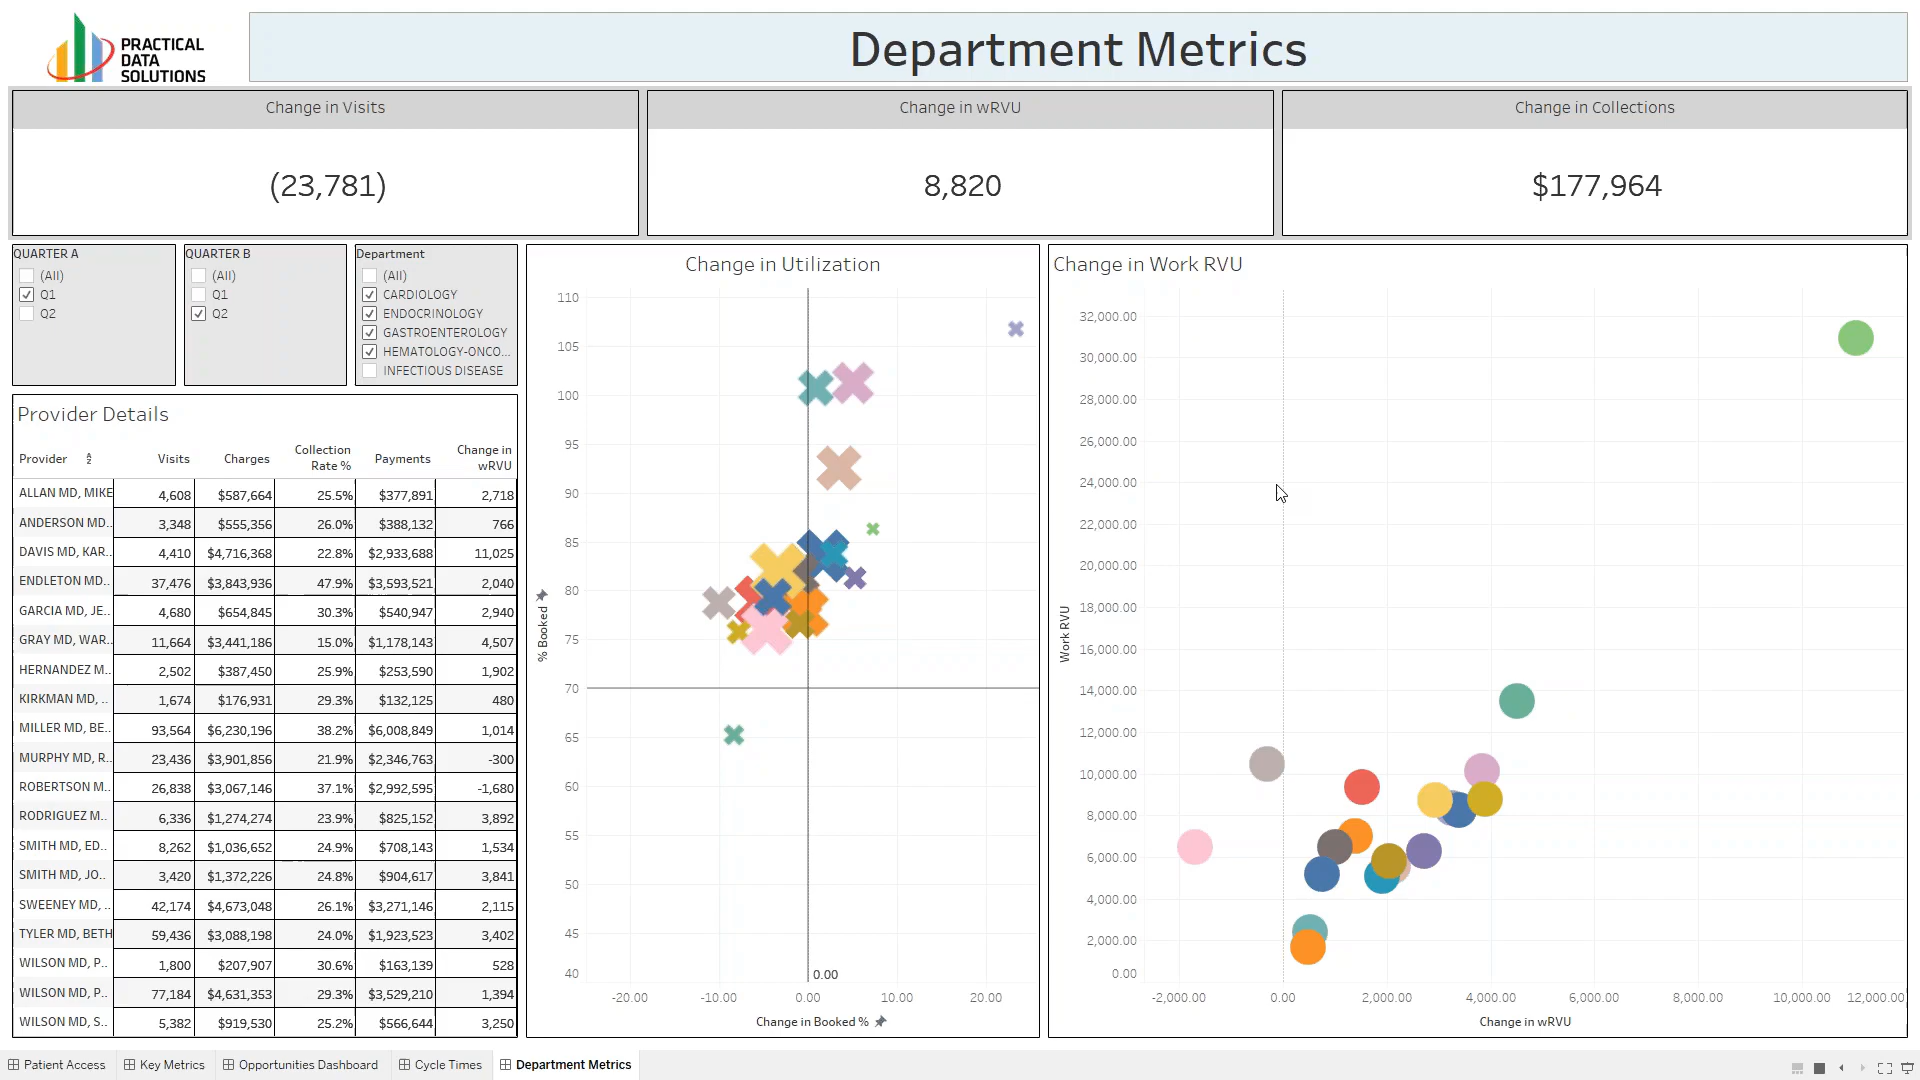 PRACTICAL
DATA
SOLUTIONS
Department Metrics
Change in Visits
Change in wRVU
Change in Collections
(23,781)
8,820
$177,964
QUARTER A
(All)
Q1
Q2
QUARTER B
(All)
Q1
Q2
Department
(All)
CARDIOLOGY
ENDOCRINOLOGY
GASTROENTEROLOGY
HEMATOLOGY-ONCO...
INFECTIOUS DISEASE
Provider Details
Provider Visits Charges Collection Rate % Payments Change in wRVU
ALLAN MD, MIKE 4,608 $587,664 25.5% $377,891 2,718
ANDERSON MD.. 3,348 $555,356 26.0% $388,132 766
DAVIS MD, KAR.. 4,410 $4,716,368 22.8% $2,933,688 11,025
ENDLETON MD.. 37,476 $3,843,936 47.9% $3,593,521 2,040
GARCIA MD, JE.. 4,680 $654,845 30.3% $540,947 2,940
GRAY MD, WAR.. 11,664 $3,441,186 15.0% $1,178,143 4,507
HERNANDEZ M.. 2,502 $387,450 25.9% $253,590 1,902
KIRKMAN MD, .. 1,674 $176,931 29.3% $132,125 480
MILLER MD, BE.. 93,564 $6,230,196 38.2% $6,008,849 1,014
MURPHY MD, R.. 23,436 $3,901,856 21.9% $2,346,763 -300
ROBERTSON M.. 26,838 $3,067,146 37.1% $2,992,595 -1,680
RODRIGUEZ M.. 6,336 $1,274,274 23.9% $825,152 3,892
SMITH MD, ED.. 8,262 $1,036,652 24.9% $708,143 1,534
SMITH MD, JO.. 3,420 $1,372,226 24.8% $904,617 3,841
SWEENEY MD, .. 42,174 $4,673,048 26.1% $3,271,146 2,115
TYLER MD, BETH 59,436 $3,088,198 24.0% $1,923,523 3,402
WILSON MD, P.. 1,800 $207,907 30.6% $163,139 528
WILSON MD, P.. 77,184 $4,631,353 29.3% $3,529,210 1,394
WILSON MD, S.. 5,382 $919,530 25.2% $566,644 3,250
Change in Utilization
% Booked
110
105
100
95
90
85
80
75
70
65
60
55
50
45
40
0.00
-20.00 -10.00 0.00 10.00 20.00
Change in Booked %
Change in Work RVU
Work RVU
32,000.00
30,000.00
28,000.00
26,000.00
24,000.00
22,000.00
20,000.00
18,000.00
16,000.00
14,000.00
12,000.00
10,000.00
8,000.00
6,000.00
4,000.00
2,000.00
0.00
-2,000.00 0.00 2,000.00 4,000.00 6,000.00 8,000.00 10,000.00 12,000.00
Change in wRVU
Patient Access
Key Metrics
Opportunities Dashboard
Cycle Times
Department Metrics